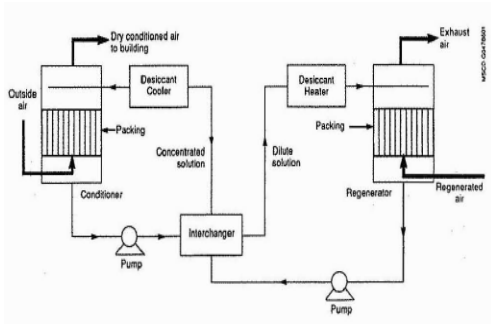 Dry conditioned air
to building
Exhaust
air
Desiccant
Cooler
Desiccant
Heater
Outside
air
Packing
Packing
Concentrated
solution
Dilute
solution
Conditioner
Regenerator
Regenerated
air
Interchanger
Pump
Pump